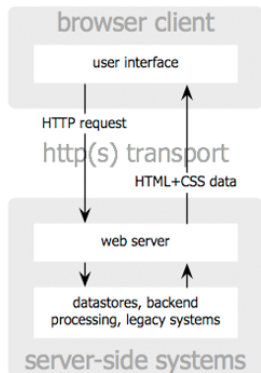 browser client
user interface
HTTP request
http(s) transport
HTML+CSS data
web server
datastores, backend
processing, legacy systems
server-side systems